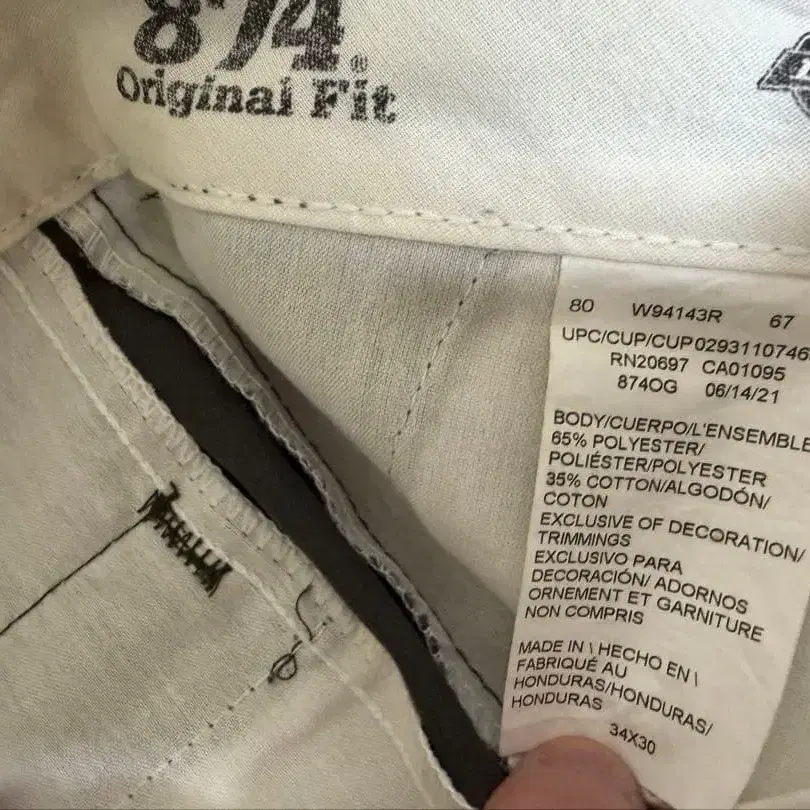 874®
Original Fit
80 W94143R 67
UPC/CUP/CUP 02931107468
RN20697 CA01095
874OG 06/14/21
BODY/CUERPO/L'ENSEMBLE
65% POLYESTER/
POLIÉSTER/POLYESTER
35% COTTON/ALGODÓN/
COTON
EXCLUSIVE OF DECORATION/
TRIMMINGS
EXCLUSIVO PARA
DECORACIÓN/ ADORNOS
ORNEMENT ET GARNITURE
NON COMPRIS
MADE IN \ HECHO EN \
FABRIQUÉ AU
HONDURAS/HONDURAS/
HONDURAS
34X30